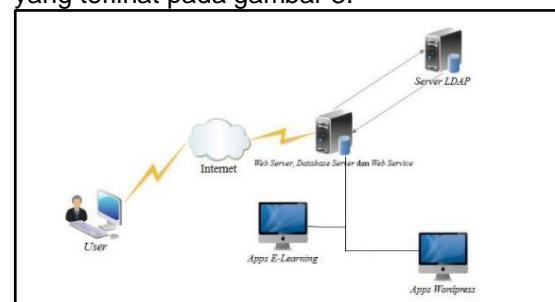 yang terlihat pada gambar
Server LDAP
Internet
Web Server, Database Server dan Web Service
User
Apps E-Learning
Apps Wordpress